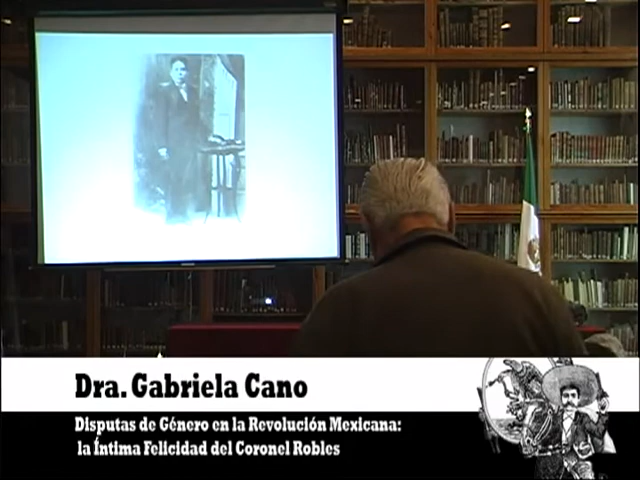 Dra. Gabriela Cano
Disputas de Género en la Revolución Mexicana:
la Íntima Felicidad del Coronel Robles